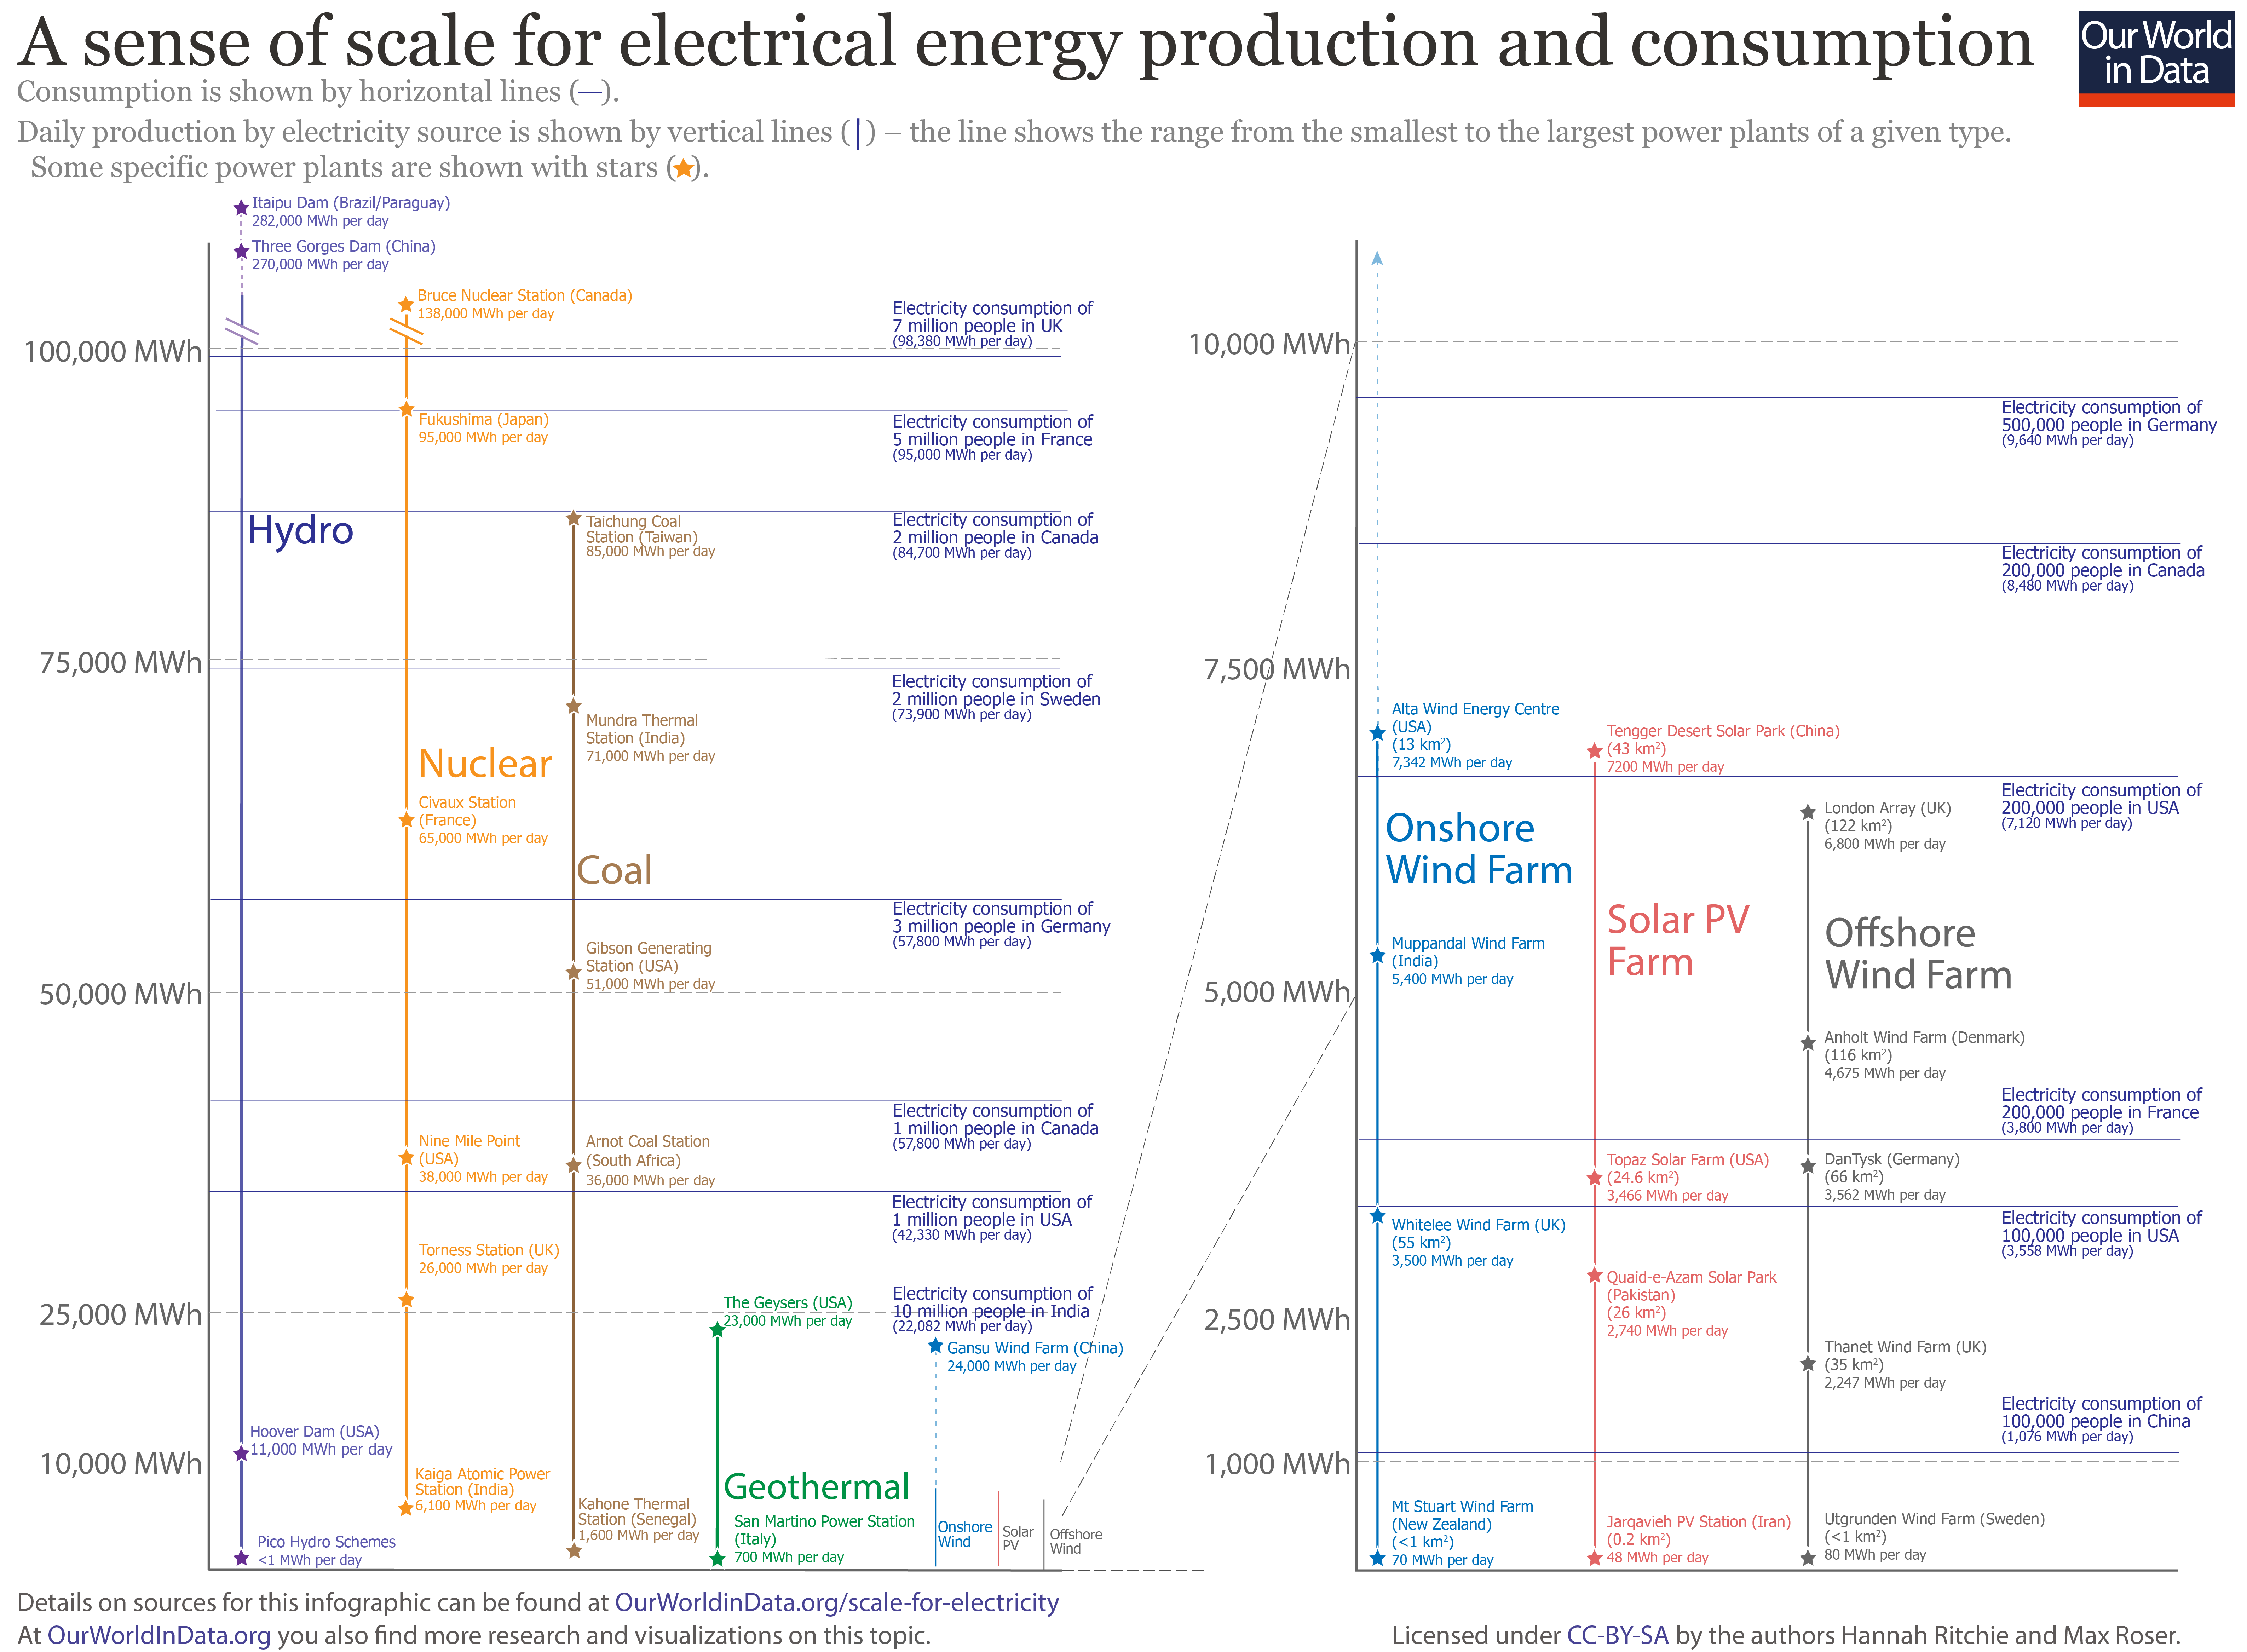 A sense of scale for electrical energy production and consumption
Our World
in Data
Consumption is shown by horizontal lines (—).
Daily production by electricity source is shown by vertical lines (|) – the line shows the range from the smallest to the largest power plants of a given type.
Some specific power plants are shown with stars (★).
Itaipu Dam (Brazil/Paraguay)
282,000 MWh per day
Three Gorges Dam (China)
270,000 MWh per day
Bruce Nuclear Station (Canada)
138,000 MWh per day
Electricity consumption of
7 million people in UK
(98,380 MWh per day)
100,000 MWh
Fukushima (Japan)
95,000 MWh per day
Electricity consumption of
5 million people in France
(95,000 MWh per day)
Hydro
Taichung Coal
Station (Taiwan)
85,000 MWh per day
Electricity consumption of
2 million people in Canada
(84,700 MWh per day)
75,000 MWh
Electricity consumption of
2 million people in Sweden
(73,900 MWh per day)
Mundra Thermal
Station (India)
71,000 MWh per day
Nuclear
Civaux Station
(France)
65,000 MWh per day
Coal
Electricity consumption of
3 million people in Germany
(57,800 MWh per day)
Gibson Generating
Station (USA)
51,000 MWh per day
50,000 MWh
Electricity consumption of
1 million people in Canada
(57,800 MWh per day)
Nine Mile Point
(USA)
38,000 MWh per day
Arnot Coal Station
(South Africa)
36,000 MWh per day
Electricity consumption of
1 million people in USA
(42,330 MWh per day)
Torness Station (UK)
26,000 MWh per day
Electricity consumption of
10 million people in India
(22,082 MWh per day)
25,000 MWh
The Geysers (USA)
23,000 MWh per day
Gansu Wind Farm (China)
24,000 MWh per day
Hoover Dam (USA)
11,000 MWh per day
10,000 MWh
Kaiga Atomic Power
Station (India)
6,100 MWh per day
Geothermal
Kahone Thermal
Station (Senegal)
1,600 MWh per day
San Martino Power Station
(Italy)
700 MWh per day
Pico Hydro Schemes
<1 MWh per day
Onshore
Wind
Solar
PV
Offshore
Wind
10,000 MWh
Electricity consumption of
500,000 people in Germany
(9,640 MWh per day)
Electricity consumption of
200,000 people in Canada
(8,480 MWh per day)
7,500 MWh
Alta Wind Energy Centre
(USA)
(13 km²)
7,342 MWh per day
Tengger Desert Solar Park (China)
(43 km²)
7200 MWh per day
Electricity consumption of
200,000 people in USA
(7,120 MWh per day)
London Array (UK)
(122 km²)
6,800 MWh per day
Onshore
Wind Farm
Solar PV
Farm
Offshore
Wind Farm
Muppandal Wind Farm
(India)
5,400 MWh per day
5,000 MWh
Anholt Wind Farm (Denmark)
(116 km²)
4,675 MWh per day
Electricity consumption of
200,000 people in France
(3,800 MWh per day)
Topaz Solar Farm (USA)
(24.6 km²)
3,466 MWh per day
DanTysk (Germany)
(66 km²)
3,562 MWh per day
Whitelee Wind Farm (UK)
(55 km²)
3,500 MWh per day
Electricity consumption of
100,000 people in USA
(3,558 MWh per day)
Quaid-e-Azam Solar Park
(Pakistan)
(26 km²)
2,740 MWh per day
2,500 MWh
Thanet Wind Farm (UK)
(35 km²)
2,247 MWh per day
Electricity consumption of
100,000 people in China
(1,076 MWh per day)
1,000 MWh
Mt Stuart Wind Farm
(New Zealand)
(<1 km²)
70 MWh per day
Jarqavieh PV Station (Iran)
(0.2 km²)
48 MWh per day
Utgrunden Wind Farm (Sweden)
(<1 km²)
80 MWh per day
Details on sources for this infographic can be found at OurWorldinData.org/scale-for-electricity
At OurWorldInData.org you also find more research and visualizations on this topic.
Licensed under CC-BY-SA by the authors Hannah Ritchie and Max Roser.